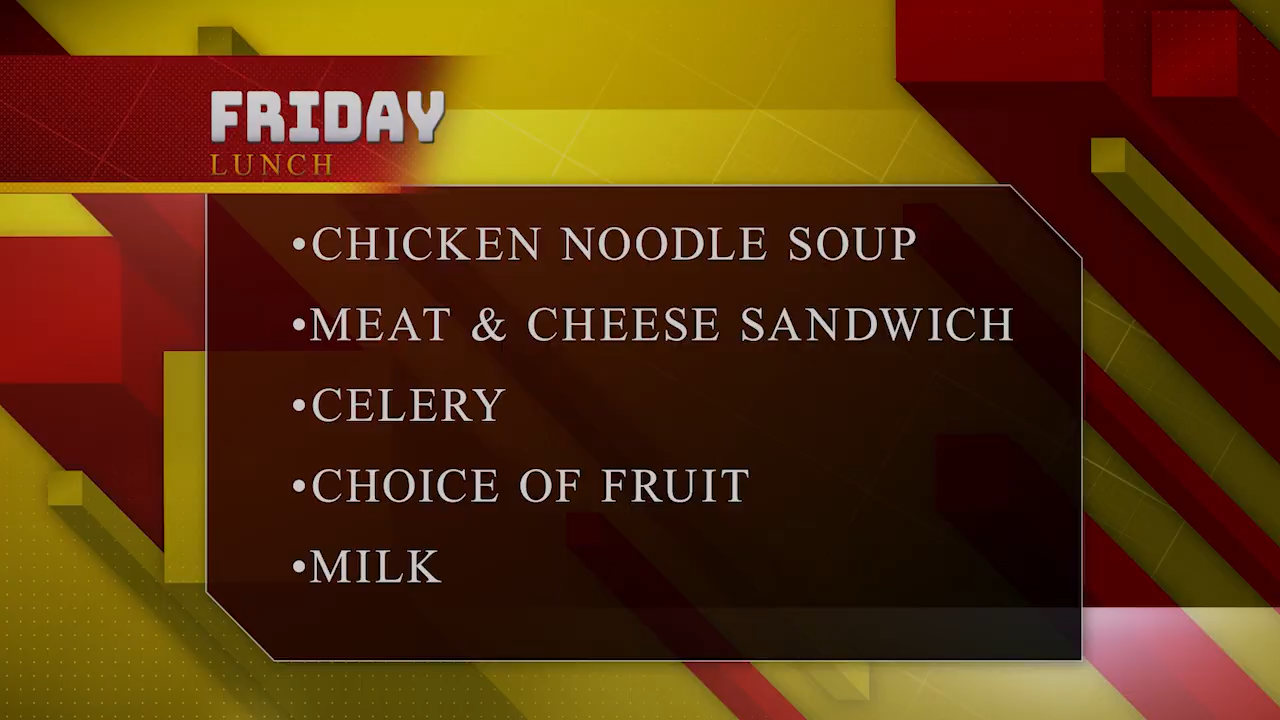 FRIDAY
LUNCH
•CHICKEN NOODLE SOUP
•MEAT & CHEESE SANDWICH
•CELERY
•CHOICE OF FRUIT
•MILK